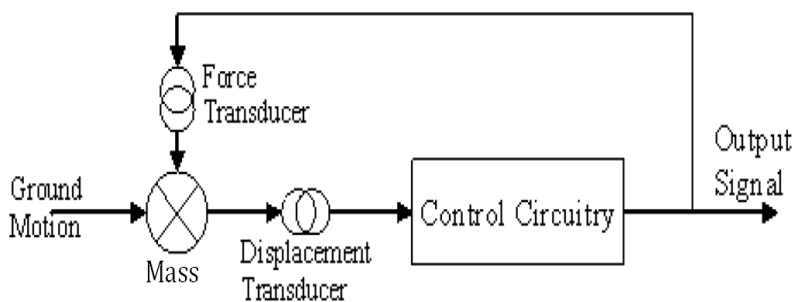 Force
Transducer
Output
Signal
Ground
Motion
Mass
Displacement
Transducer
Control Circuitry